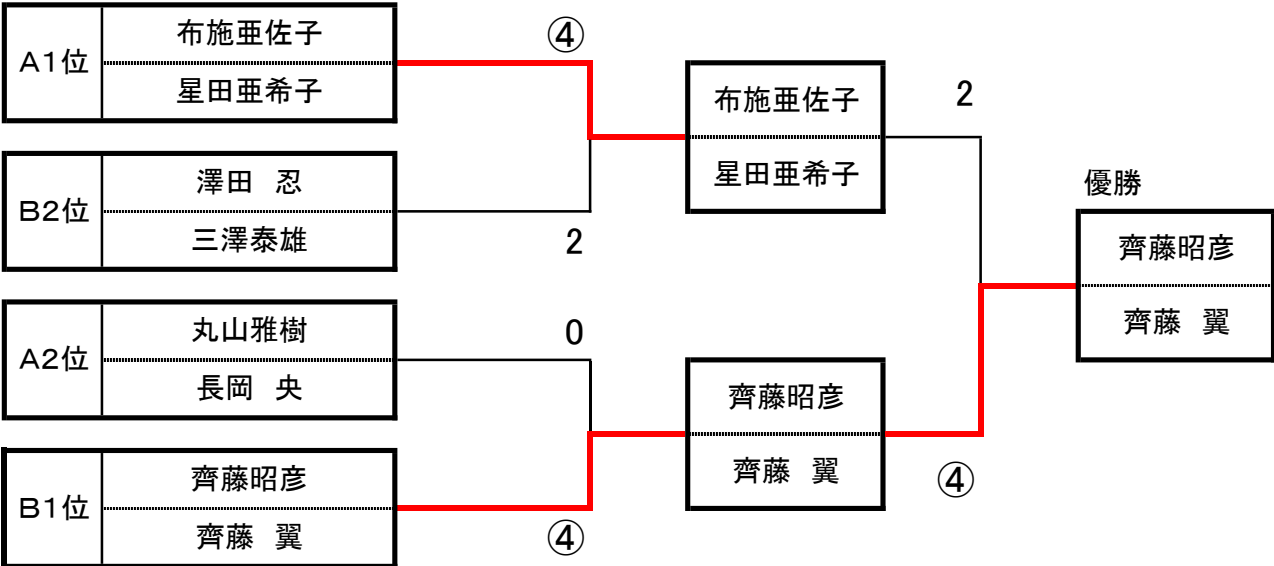 A1位
布施亜佐子
星田亜希子
④
B2位
澤田　忍
三澤泰雄
2
A2位
丸山雅樹
長岡　央
0
B1位
齊藤昭彦
齊藤　翼
④
布施亜佐子
星田亜希子
2
齊藤昭彦
齊藤　翼
④
優勝
齊藤昭彦
齊藤　翼